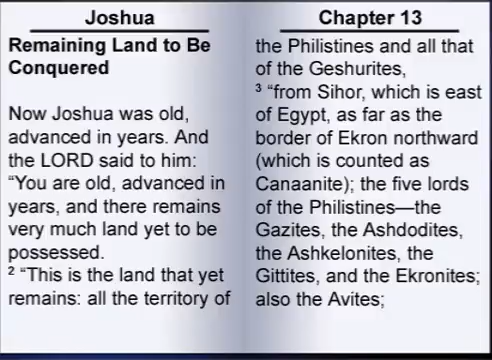 Joshua
Remaining Land to Be
Conquered
Now Joshua was old,
advanced in years. And
the LORD said to him:
“You are old, advanced in
years, and there remains
very much land yet to be
possessed.
2 “This is the land that yet
remains: all the territory of
Chapter 13
the Philistines and all that
of the Geshurites,
3 “from Sihor, which is east
of Egypt, as far as the
border of Ekron northward
(which is counted as
Canaanite); the five lords
of the Philistines—the
Gazites, the Ashdodites,
the Ashkelonites, the
Gittites, and the Ekronites;
also the Avites;